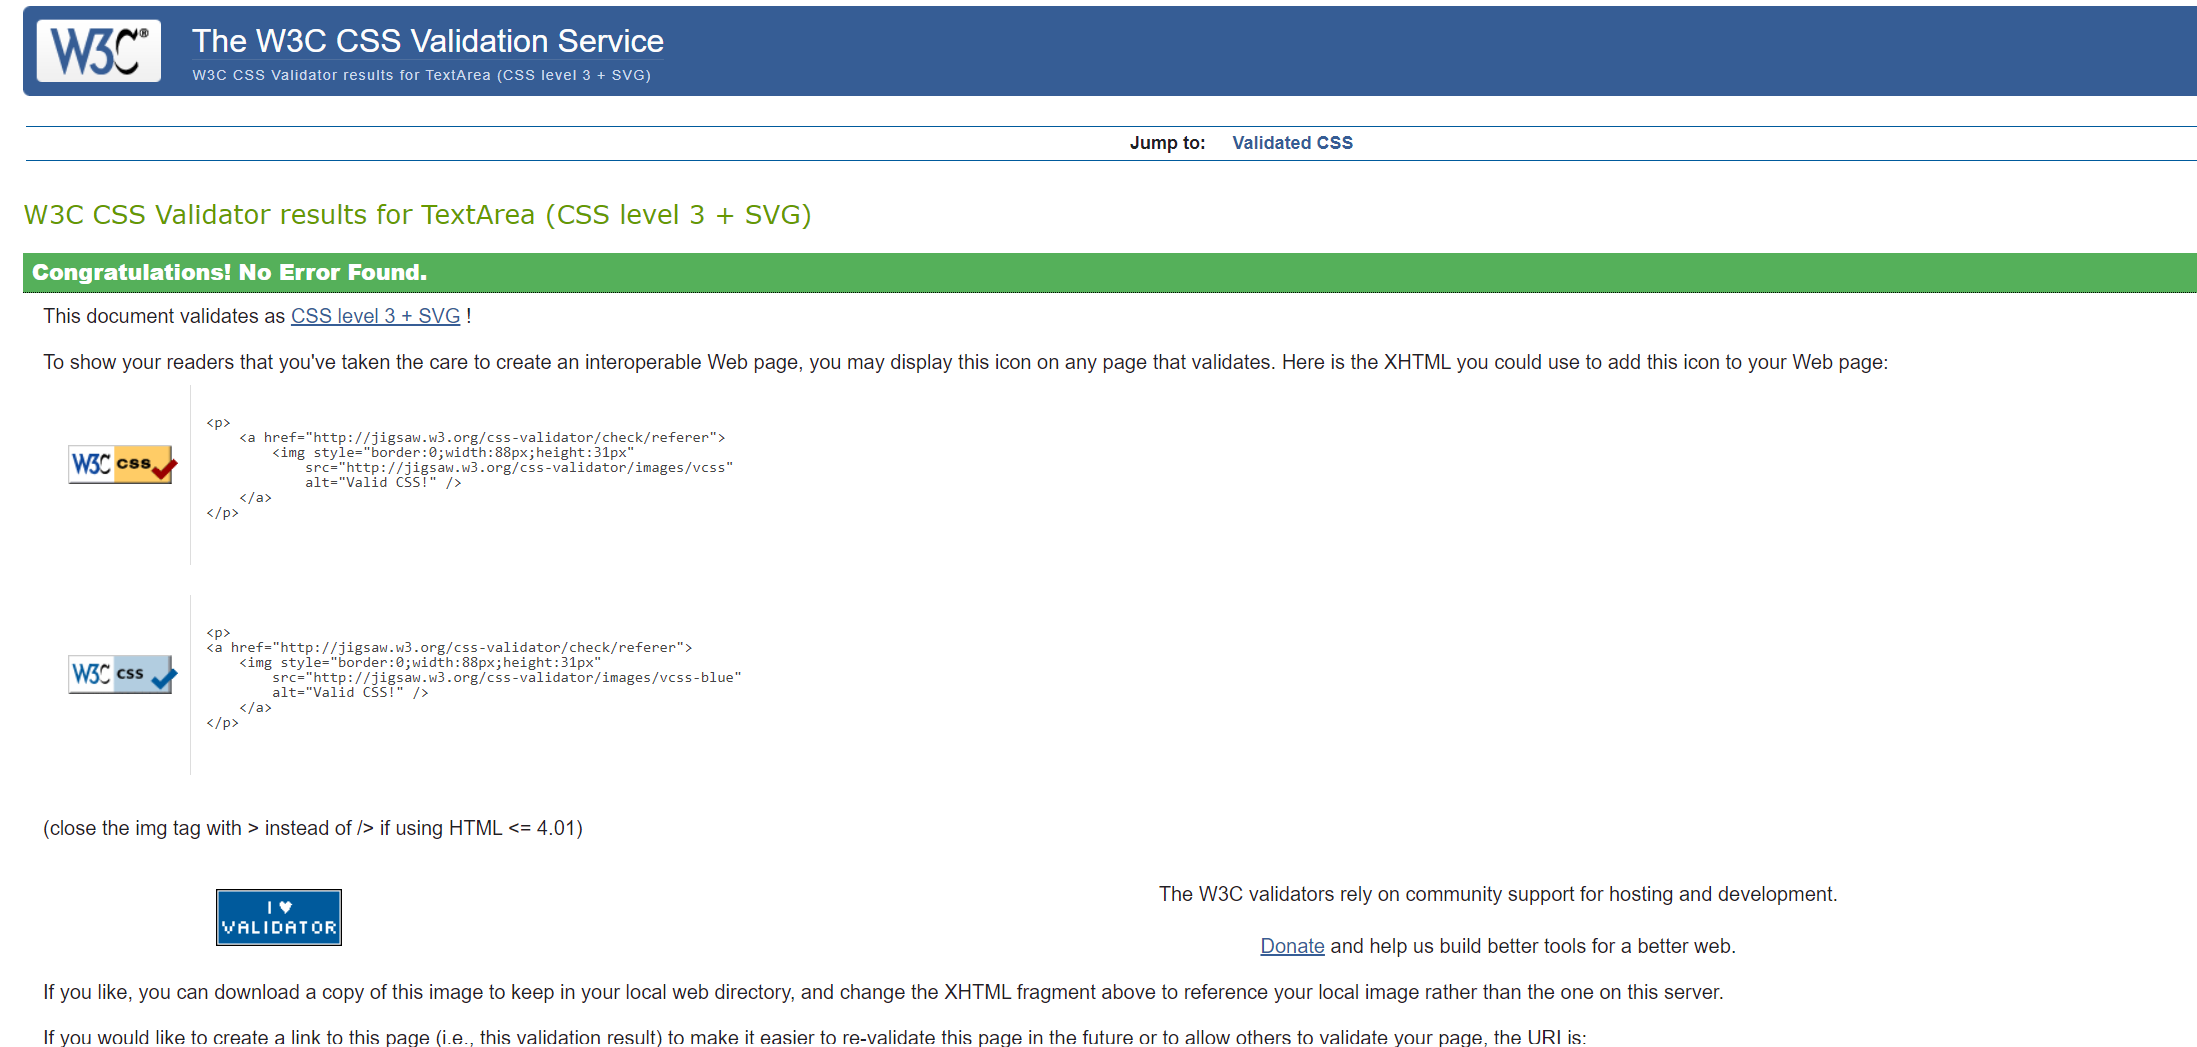 W3C®
The W3C CSS Validation Service
W3C CSS Validator results for TextArea (CSS level 3 + SVG)
Jump to: Validated CSS
W3C CSS Validator results for TextArea (CSS level 3 + SVG)
Congratulations! No Error Found.
This document validates as CSS level 3 + SVG !
To show your readers that you've taken the care to create an interoperable Web page, you may display this icon on any page that validates. Here is the XHTML you could use to add this icon to your Web page:
W3C css
<p>
    <a href="http://jigsaw.w3.org/css-validator/check/referer">
        <img style="border:0;width:88px;height:31px"
            src="http://jigsaw.w3.org/css-validator/images/vcss"
            alt="Valid CSS!" />
    </a>
</p>
W3C css
<p>
<a href="http://jigsaw.w3.org/css-validator/check/referer">
    <img style="border:0;width:88px;height:31px"
        src="http://jigsaw.w3.org/css-validator/images/vcss-blue"
        alt="Valid CSS!" />
    </a>
</p>
(close the img tag with > instead of /> if using HTML <= 4.01)
I ♥
VALIDATOR
The W3C validators rely on community support for hosting and development.
Donate and help us build better tools for a better web.
If you like, you can download a copy of this image to keep in your local web directory, and change the XHTML fragment above to reference your local image rather than the one on this server.
If you would like to create a link to this page (i.e., this validation result) to make it easier to re-validate this page in the future or to allow others to validate your page, the URI is: